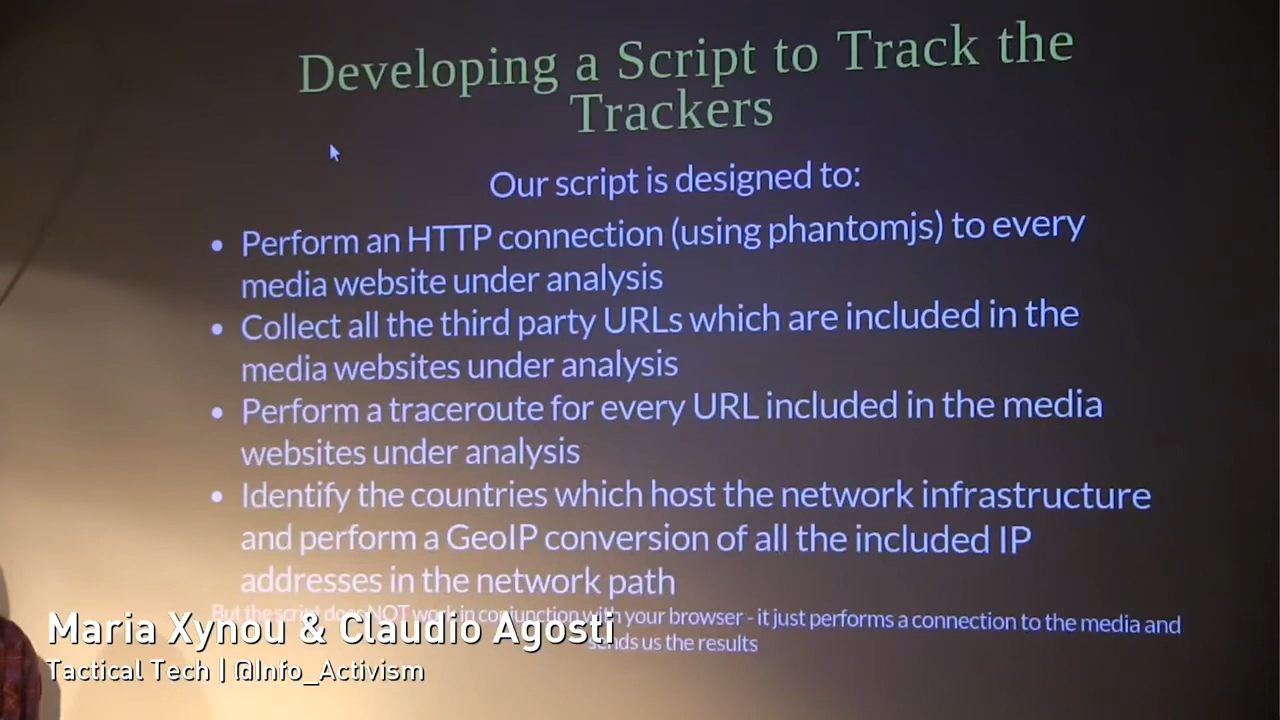 Developing a Script to Track the
Trackers
Our script is designed to:
• Perform an HTTP connection (using phantomjs) to every
media website under analysis
• Collect all the third party URLs which are included in the
media websites under analysis
• Perform a traceroute for every URL included in the media
websites under analysis
• Identify the countries which host the network infrastructure
and perform a GeoIP conversion of all the included IP
addresses in the network path
But the script does NOT work in conjunction with your browser - it just performs a connection to the media and
sends us the results
Maria Xynou & Claudio Agosti
Tactical Tech | @Info_Activism